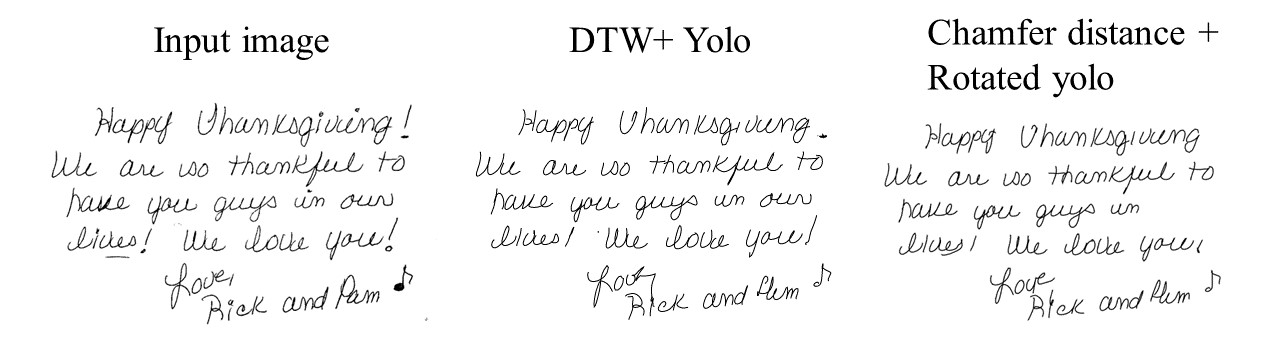 Input image
Happy Thanksgiving!
We are so thankful to
have you guys in our
lives! We love you!
Love,
Rick and Pam
DTW+ Yolo
Happy Thanksgiving.
We are so thankful to
have you guys in our
lives! We love you!
Love,
Rick and Pam
Chamfer distance +
Rotated yolo
Happy Thanksgiving
We are so thankful to
have you guys in
lives! We love you,
Love
Rick and Pam